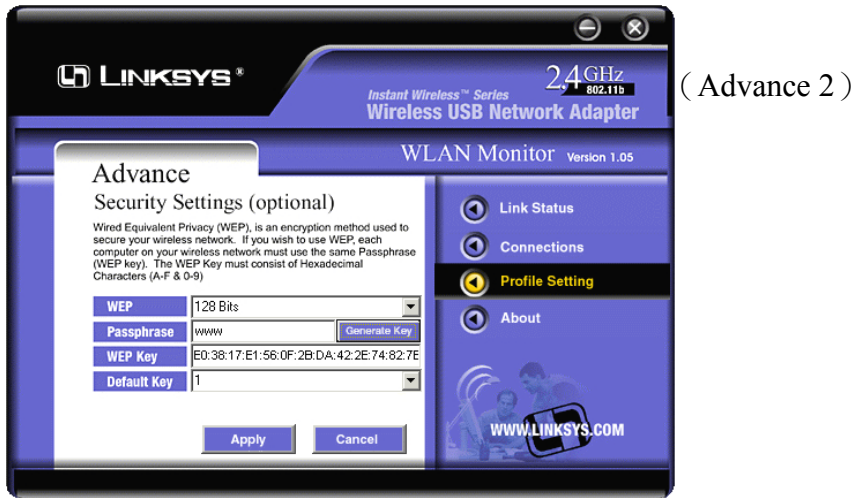 LINKSYS®
Instant Wireless™ Series
2.4 GHz
802.11b
Wireless USB Network Adapter
(Advance 2)
WLAN Monitor Version 1.05
Advance
Security Settings (optional)
Wired Equivalent Privacy (WEP), is an encryption method used to
secure your wireless network. If you wish to use WEP, each
computer on your wireless network must use the same Passphrase
(WEP key). The WEP Key must consist of Hexadecimal
Characters (A-F & 0-9)
WEP 128 Bits
Passphrase www Generate Key
WEP Key E0:38:17:E1:56:0F:2B:DA:42:2E:74:82:7E
Default Key 1
Apply Cancel
Link Status
Connections
Profile Setting
About
WWW.LINKSYS.COM